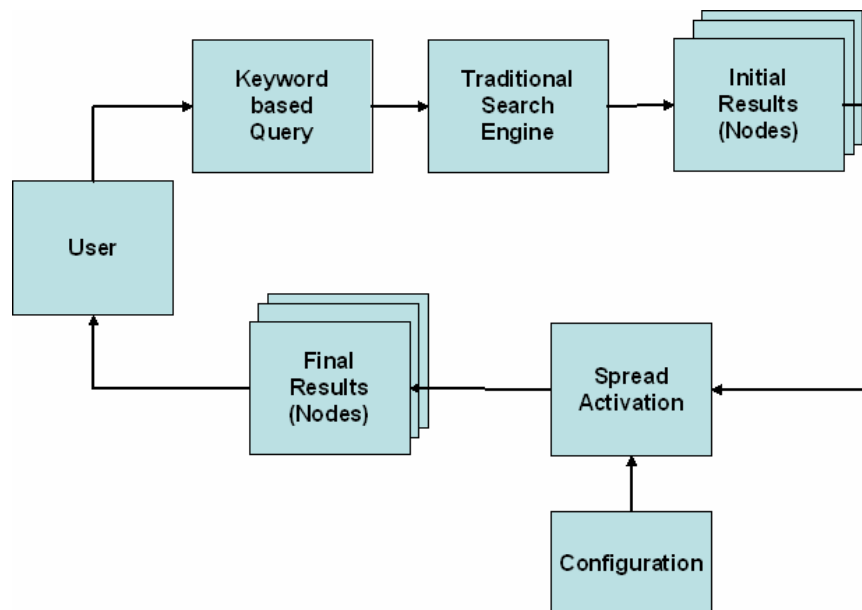 Keyword
based
Query
Traditional
Search
Engine
Initial
Results
(Nodes)
User
Final
Results
(Nodes)
Spread
Activation
Configuration